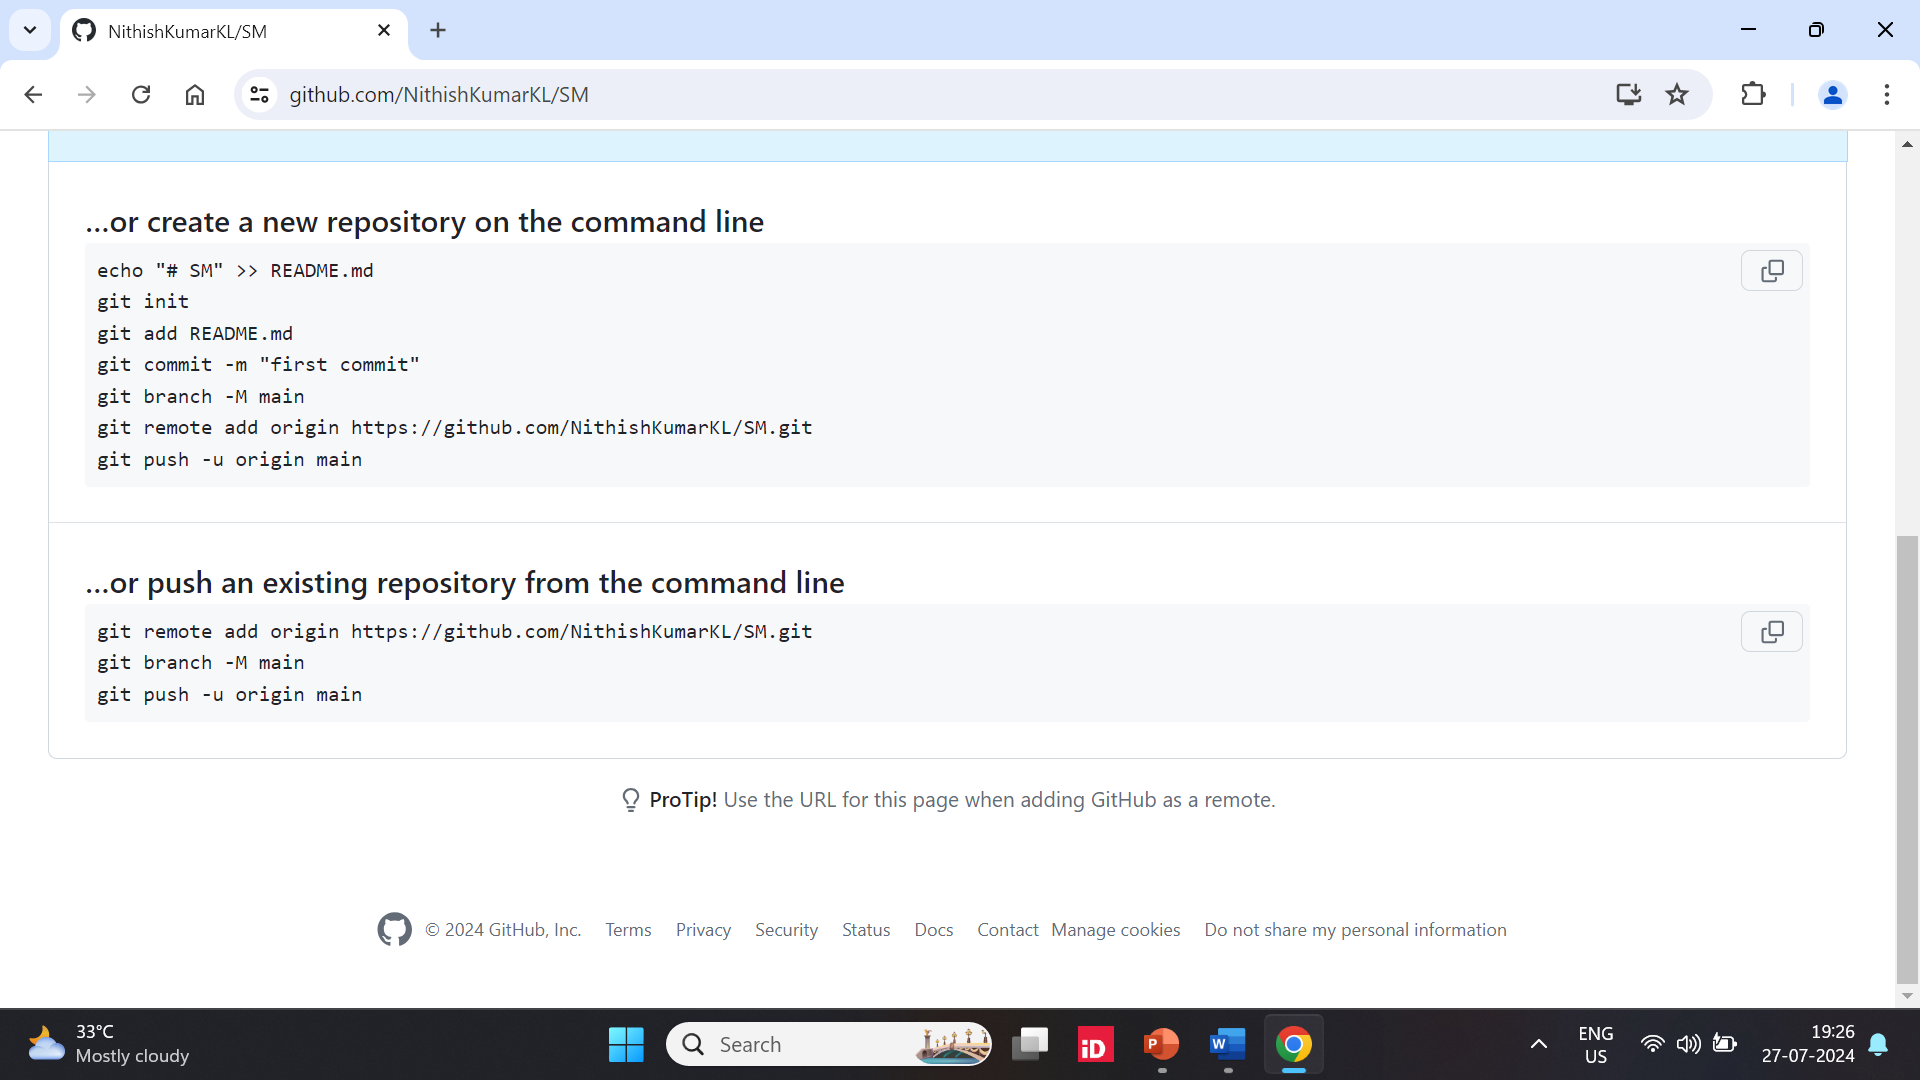 NithishKumarKL/SM
github.com/NithishKumarKL/SM
...or create a new repository on the command line
echo "# SM" >> README.md
git init
git add README.md
git commit -m "first commit"
git branch -M main
git remote add origin https://github.com/NithishKumarKL/SM.git
git push -u origin main
...or push an existing repository from the command line
git remote add origin https://github.com/NithishKumarKL/SM.git
git branch -M main
git push -u origin main
ProTip! Use the URL for this page when adding GitHub as a remote.
© 2024 GitHub, Inc. Terms Privacy Security Status Docs Contact Manage cookies Do not share my personal information
33°C
Mostly cloudy
Search
iD
P
W
ENG
US
19:26
27-07-2024